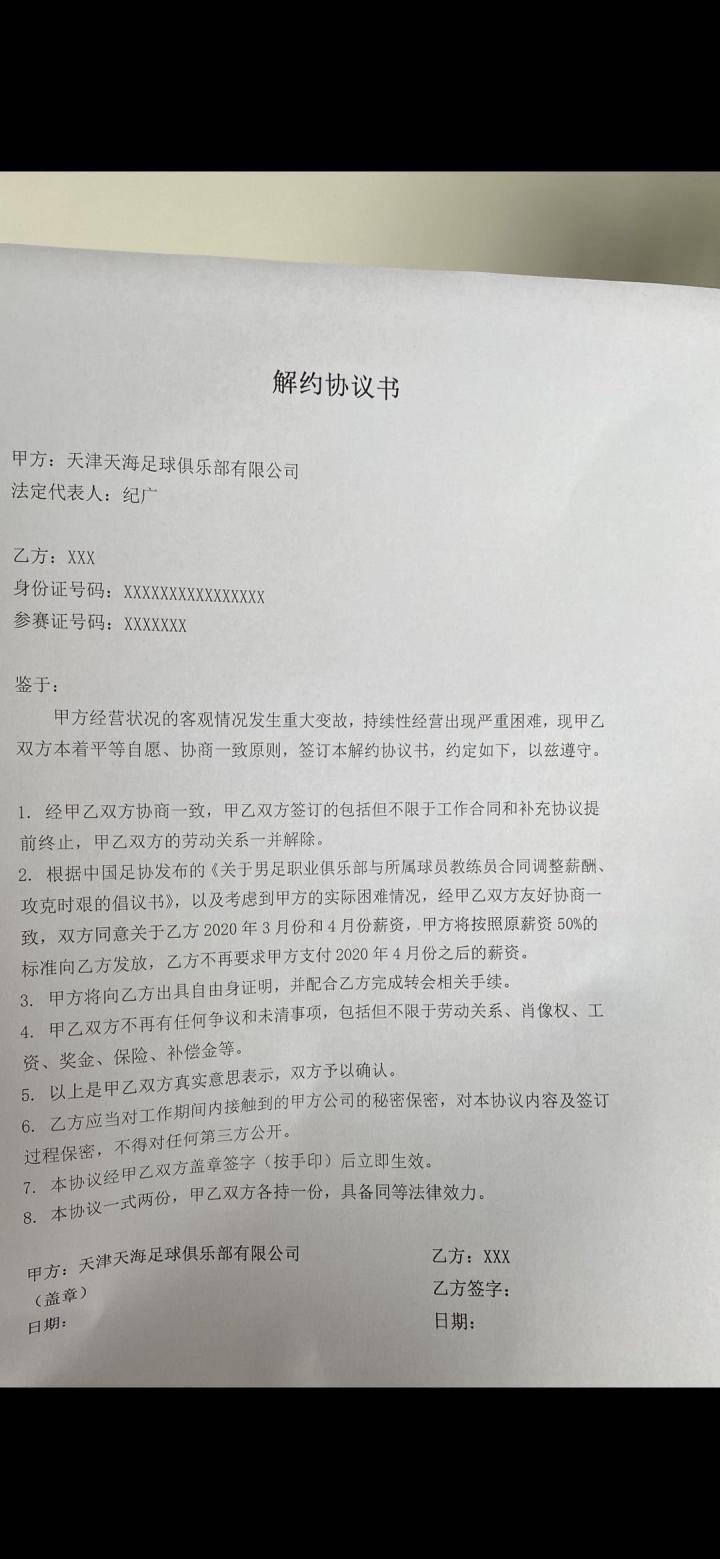 解约协议书
甲方：天津天海足球俱乐部有限公司
法定代表人：纪广
乙方：XXX
身份证号码：XXXXXXXXXXXXXXXX
参赛证号码：XXXXXXX
鉴于：
甲方经营状况的客观情况发生重大变故，持续性经营出现严重困难，现甲乙
双方本着平等自愿、协商一致原则，签订本解约协议书，约定如下，以兹遵守。
1. 经甲乙双方协商一致，甲乙双方签订的包括但不限于工作合同和补充协议提
前终止，甲乙双方的劳动关系一并解除。
2. 根据中国足协发布的《关于男足职业俱乐部与所属球员教练员合同调整薪酬、
攻克时艰的倡议书》，以及考虑到甲方的实际困难情况，经甲乙双方友好协商一
致，双方同意关于乙方 2020 年 3 月份和 4 月份薪资，甲方将按照原薪资 50%的
标准向乙方发放，乙方不再要求甲方支付 2020 年 4 月份之后的薪资。
3. 甲方将向乙方出具自由身证明，并配合乙方完成转会相关手续。
4. 甲乙双方不再有任何争议和未清事项，包括但不限于劳动关系、肖像权、工
资、奖金、保险、补偿金等。
5. 以上是甲乙双方真实意思表示，双方予以确认。
6. 乙方应当对工作期间内接触到的甲方公司的秘密保密，对本协议内容及签订
过程保密，不得对任何第三方公开。
7. 本协议经甲乙双方盖章签字（按手印）后立即生效。
8. 本协议一式两份，甲乙双方各持一份，具备同等法律效力。
甲方：天津天海足球俱乐部有限公司
（盖章）
日期：
乙方：XXX
乙方签字：
日期：